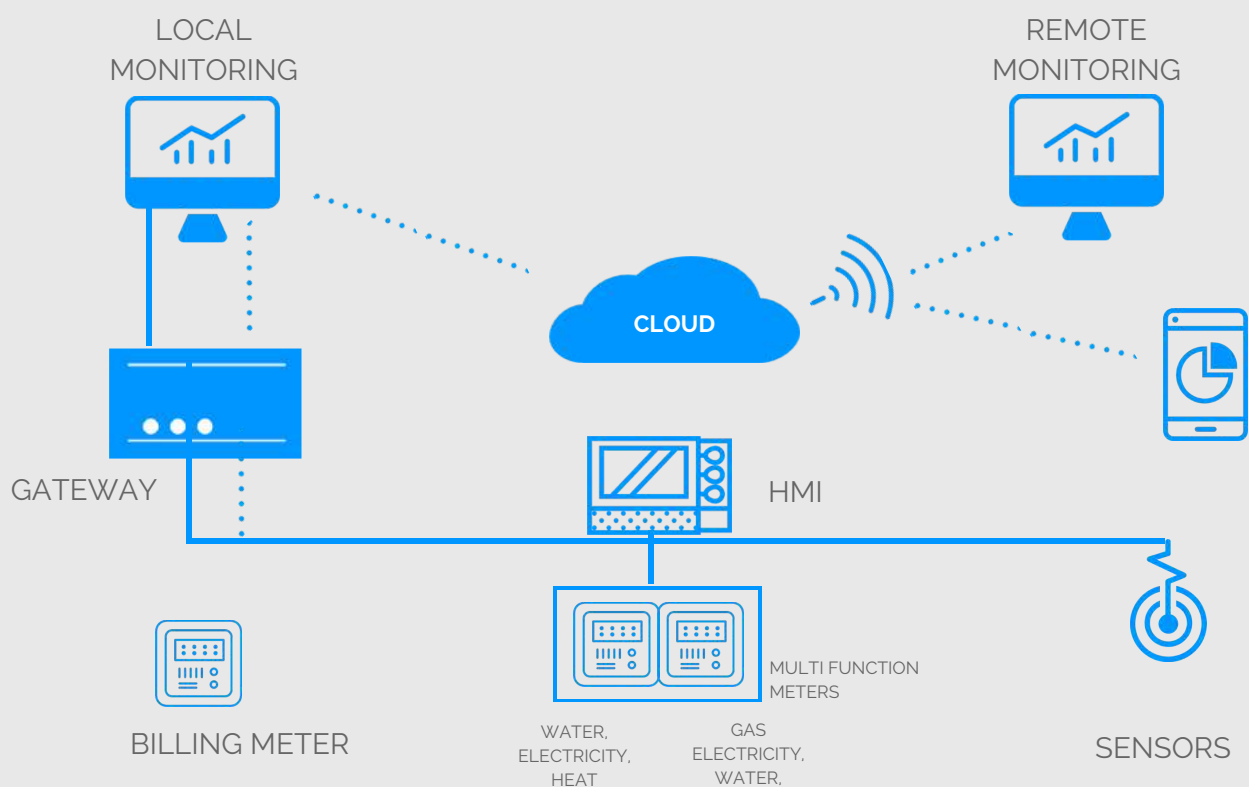 LOCAL
MONITORING
REMOTE
MONITORING
CLOUD
GATEWAY
HMI
MULTI FUNCTION
METERS
BILLING METER
WATER,
ELECTRICITY,
HEAT
GAS
ELECTRICITY,
WATER,
SENSORS